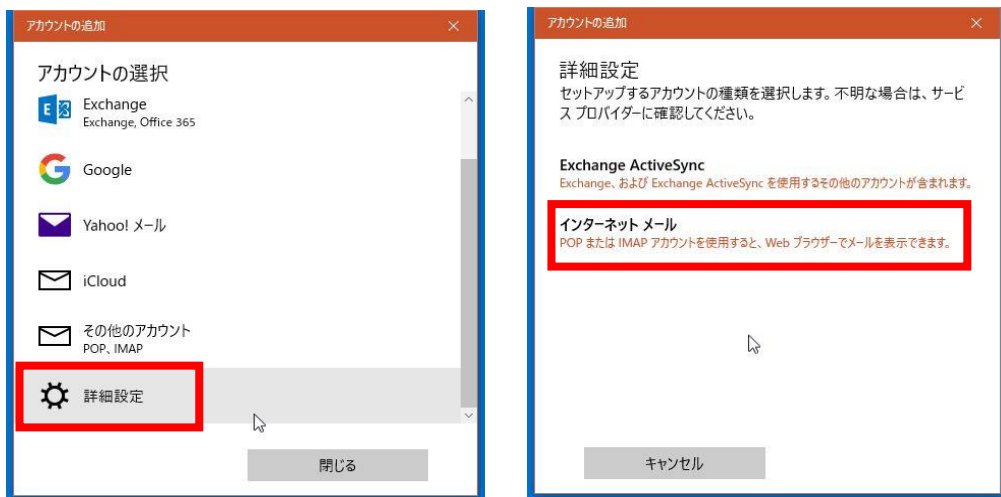 アカウントの追加
アカウントの選択
Exchange
Exchange, Office 365
Google
Yahoo! メール
iCloud
その他のアカウント
POP、IMAP
詳細設定
閉じる
アカウントの追加
詳細設定
セットアップするアカウントの種類を選択します。不明な場合は、サービ
ス プロバイダーに確認してください。
Exchange ActiveSync
Exchange、および Exchange ActiveSync を使用するその他のアカウントが含まれます。
インターネット メール
POP または IMAP アカウントを使用すると、Web ブラウザーでメールを表示できます。
キャンセル